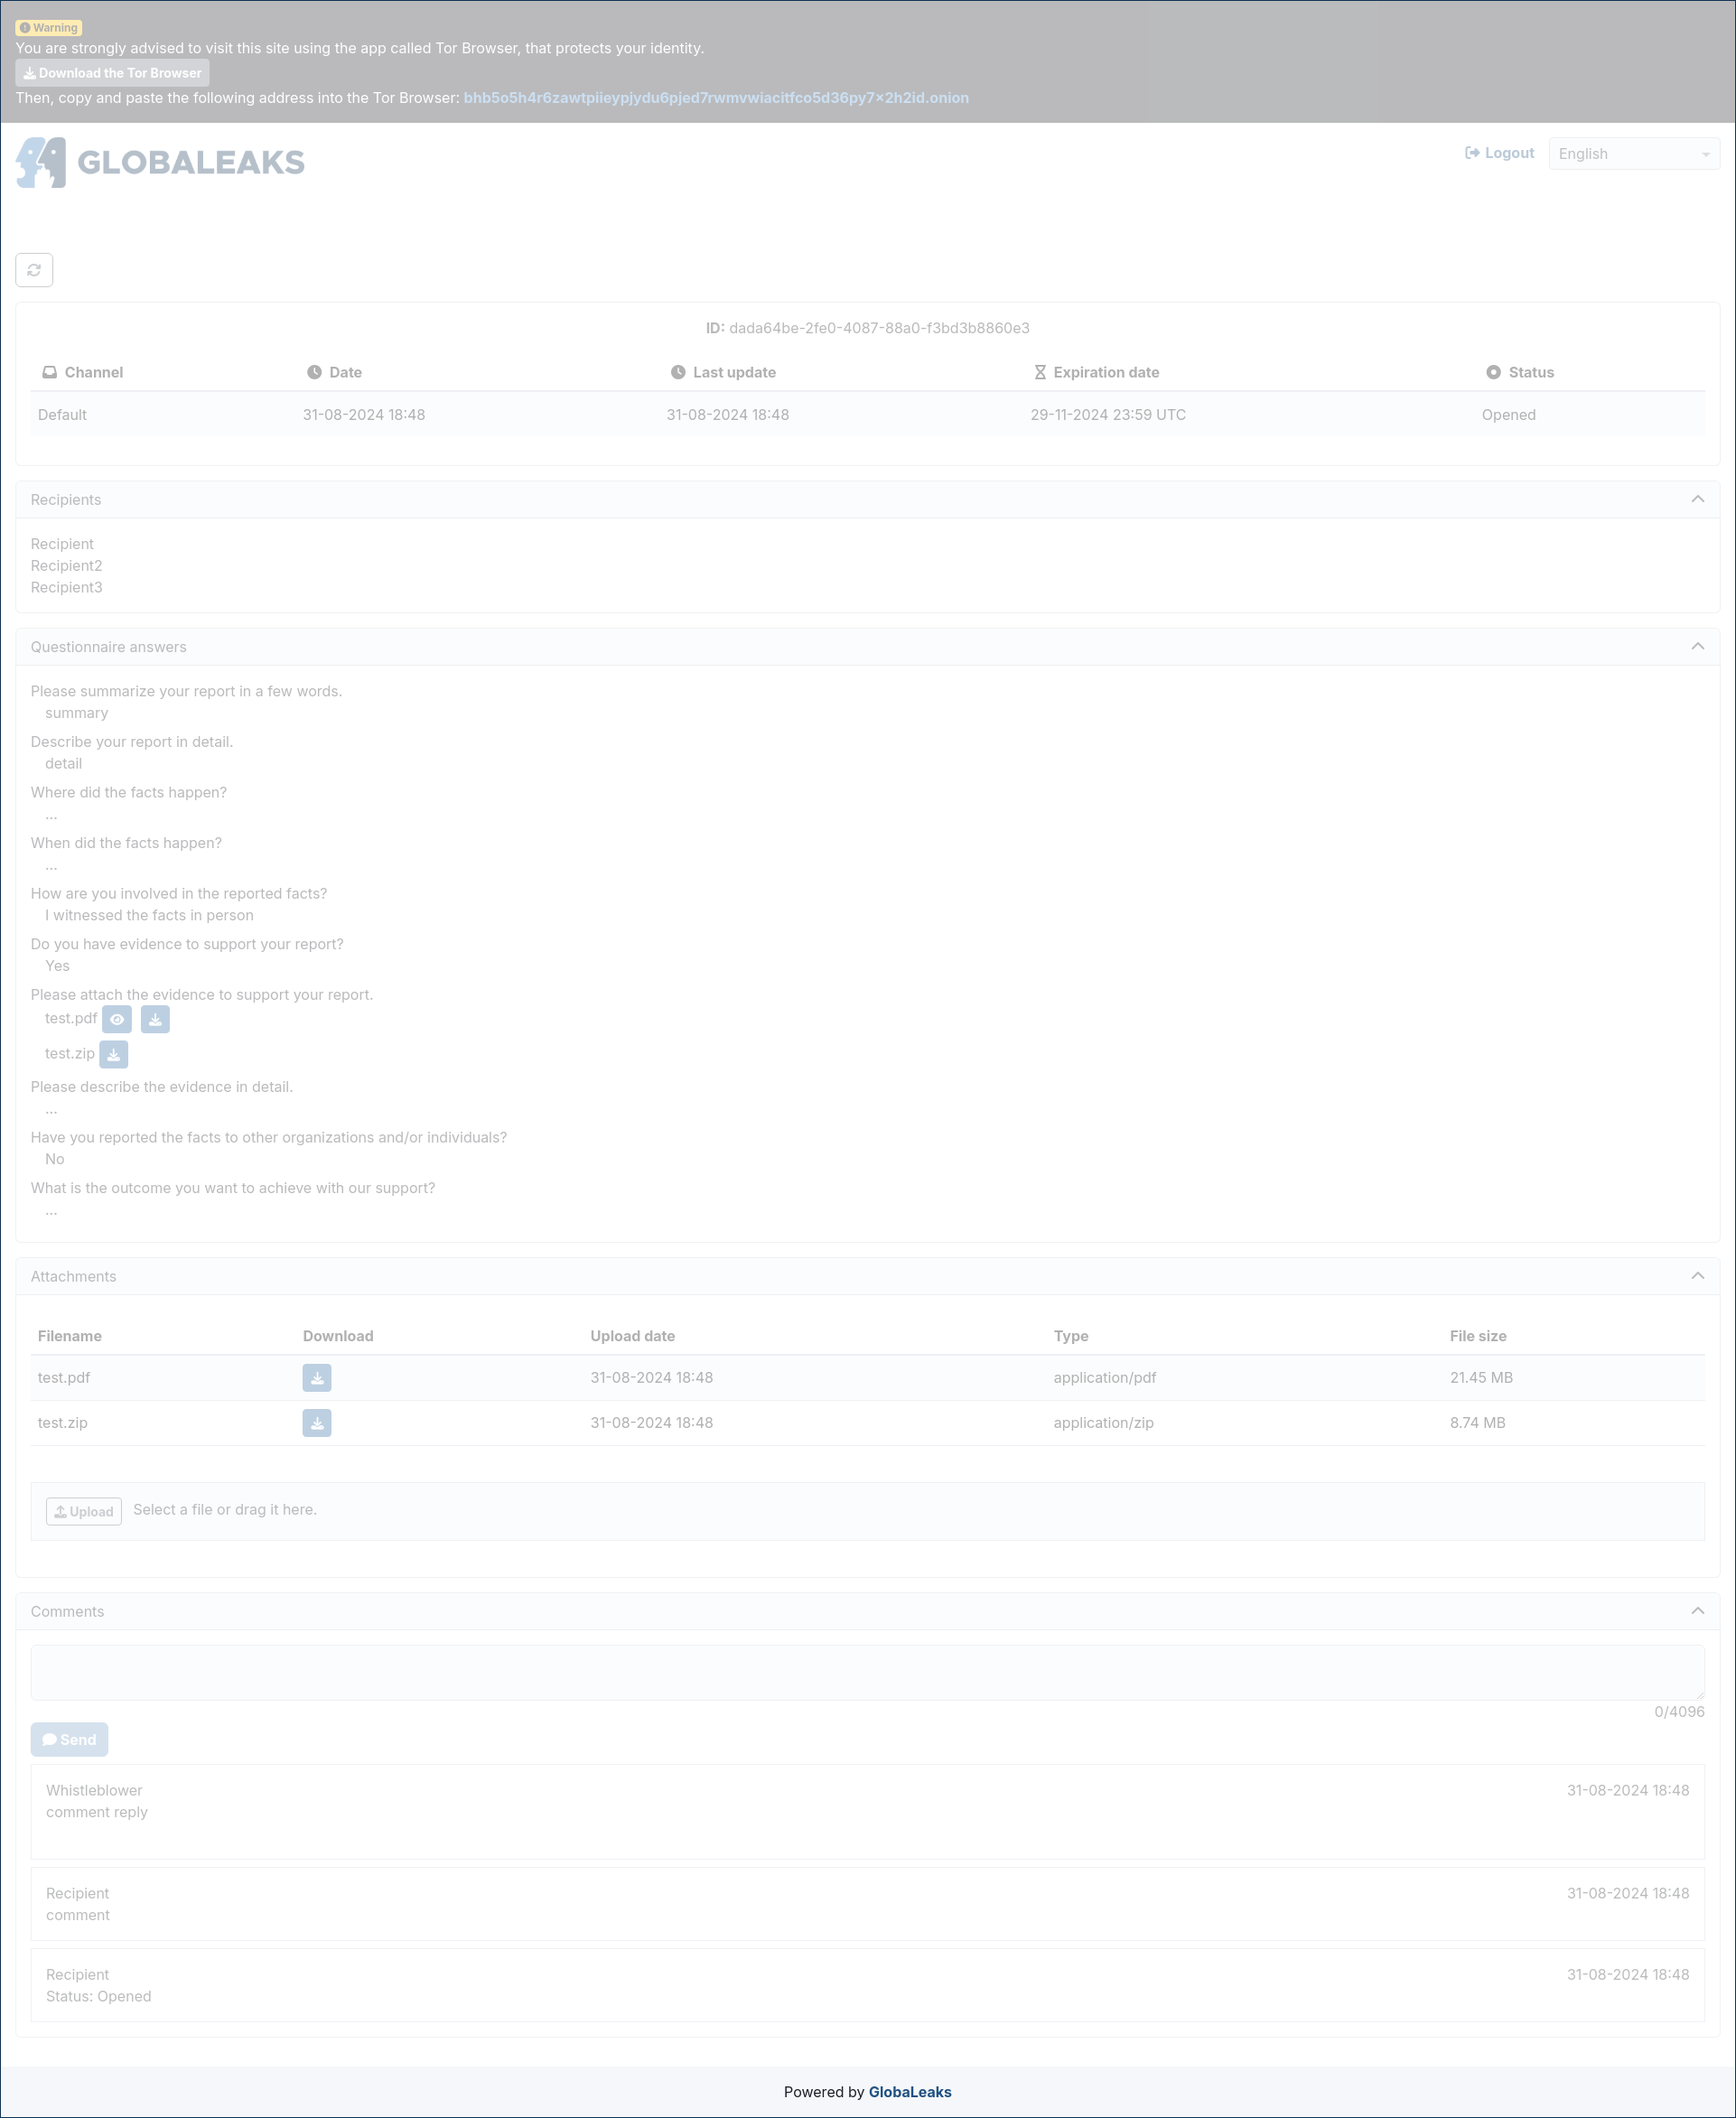 Warning
You are strongly advised to visit this site using the app called Tor Browser, that protects your identity.
Download the Tor Browser
Then, copy and paste the following address into the Tor Browser: bhb5o5h4r6zawtpiieypjydu6pjed7rwmvwiacitfco5d36py7x2h2id.onion
GLOBALEAKS
Logout
English
ID: dada64be-2fe0-4087-88a0-f3bd3b8860e3
Channel Date Last update Expiration date Status
Default 31-08-2024 18:48 31-08-2024 18:48 29-11-2024 23:59 UTC Opened
Recipients
Recipient
Recipient2
Recipient3
Questionnaire answers
Please summarize your report in a few words.
summary
Describe your report in detail.
detail
Where did the facts happen?
...
When did the facts happen?
...
How are you involved in the reported facts?
I witnessed the facts in person
Do you have evidence to support your report?
Yes
Please attach the evidence to support your report.
test.pdf
test.zip
Please describe the evidence in detail.
...
Have you reported the facts to other organizations and/or individuals?
No
What is the outcome you want to achieve with our support?
...
Attachments
Filename Download Upload date Type File size
test.pdf 31-08-2024 18:48 application/pdf 21.45 MB
test.zip 31-08-2024 18:48 application/zip 8.74 MB
Upload Select a file or drag it here.
Comments
0/4096
Send
Whistleblower 31-08-2024 18:48
comment reply
Recipient 31-08-2024 18:48
comment
Recipient 31-08-2024 18:48
Status: Opened
Powered by GlobaLeaks